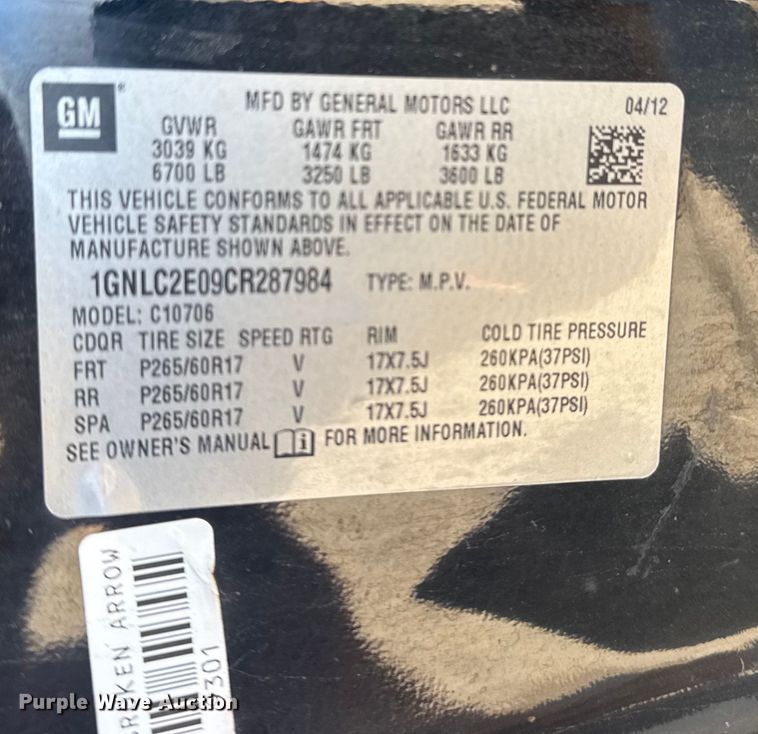 GM®
MFD BY GENERAL MOTORS LLC 04/12
GVWR GAWR FRT GAWR RR
3039 KG 1474 KG 1633 KG
6700 LB 3250 LB 3600 LB
THIS VEHICLE CONFORMS TO ALL APPLICABLE U.S. FEDERAL MOTOR
VEHICLE SAFETY STANDARDS IN EFFECT ON THE DATE OF
MANUFACTURE SHOWN ABOVE.
1GNLC2E09CR287984 TYPE: M.P.V.
MODEL: C10706
CDQR TIRE SIZE SPEED RTG RIM COLD TIRE PRESSURE
FRT P265/60R17 V 17X7.5J 260KPA(37PSI)
RR P265/60R17 V 17X7.5J 260KPA(37PSI)
SPA P265/60R17 V 17X7.5J 260KPA(37PSI)
SEE OWNER'S MANUAL i FOR MORE INFORMATION.
BROKEN ARROW
301
Purple Wave Auction